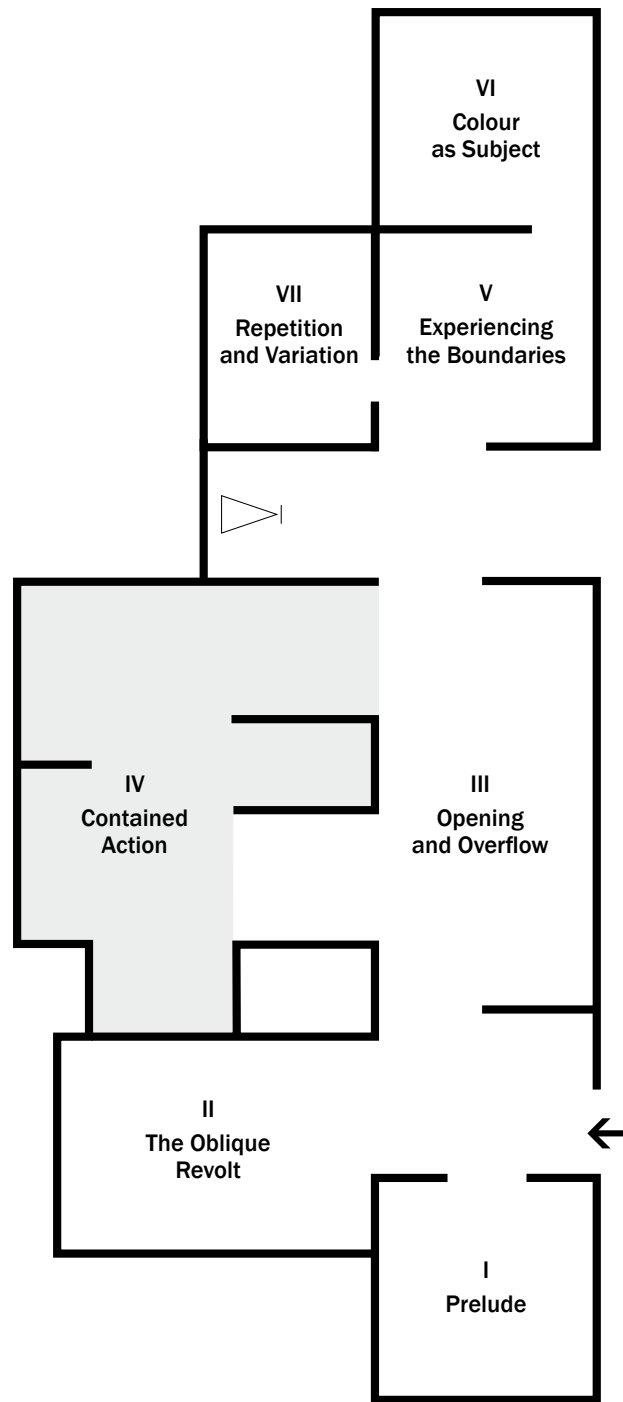 VI
Colour
as Subject
VII
Repetition
and Variation
V
Experiencing
the Boundaries
IV
Contained
Action
III
Opening
and Overflow
II
The Oblique
Revolt
I
Prelude